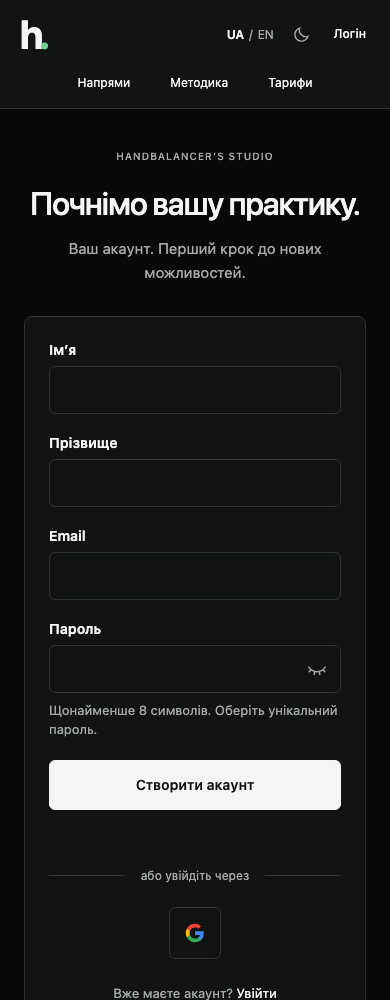 h.
UA / EN
Логін
Напрями
Методика
Тарифи
HANDBALANCER’S STUDIO
Почнімо вашу практику.
Ваш акаунт. Перший крок до нових
можливостей.
Ім’я
Прізвище
Email
Пароль
Щонайменше 8 символів. Оберіть унікальний
пароль.
Створити акаунт
або увійдіть через
G
Вже маєте акаунт? Увійти